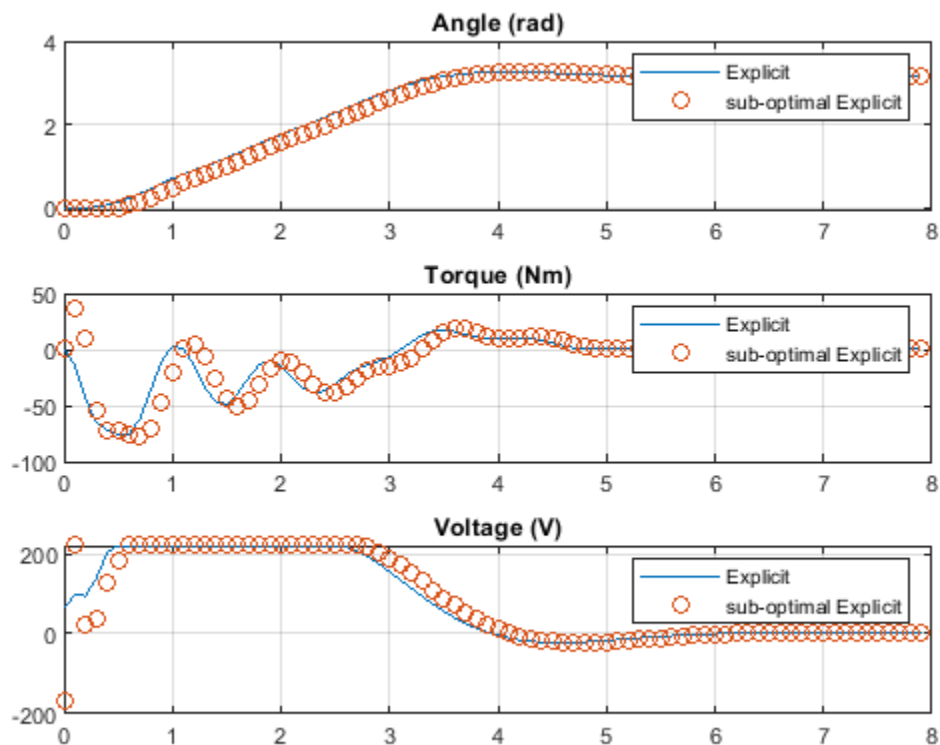 Angle (rad)
4
2
0
Explicit
sub-optimal Explicit
0 1 2 3 4 5 6 7 8
Torque (Nm)
50
0
-50
-100
Explicit
sub-optimal Explicit
0 1 2 3 4 5 6 7 8
Voltage (V)
200
0
-200
Explicit
sub-optimal Explicit
0 1 2 3 4 5 6 7 8